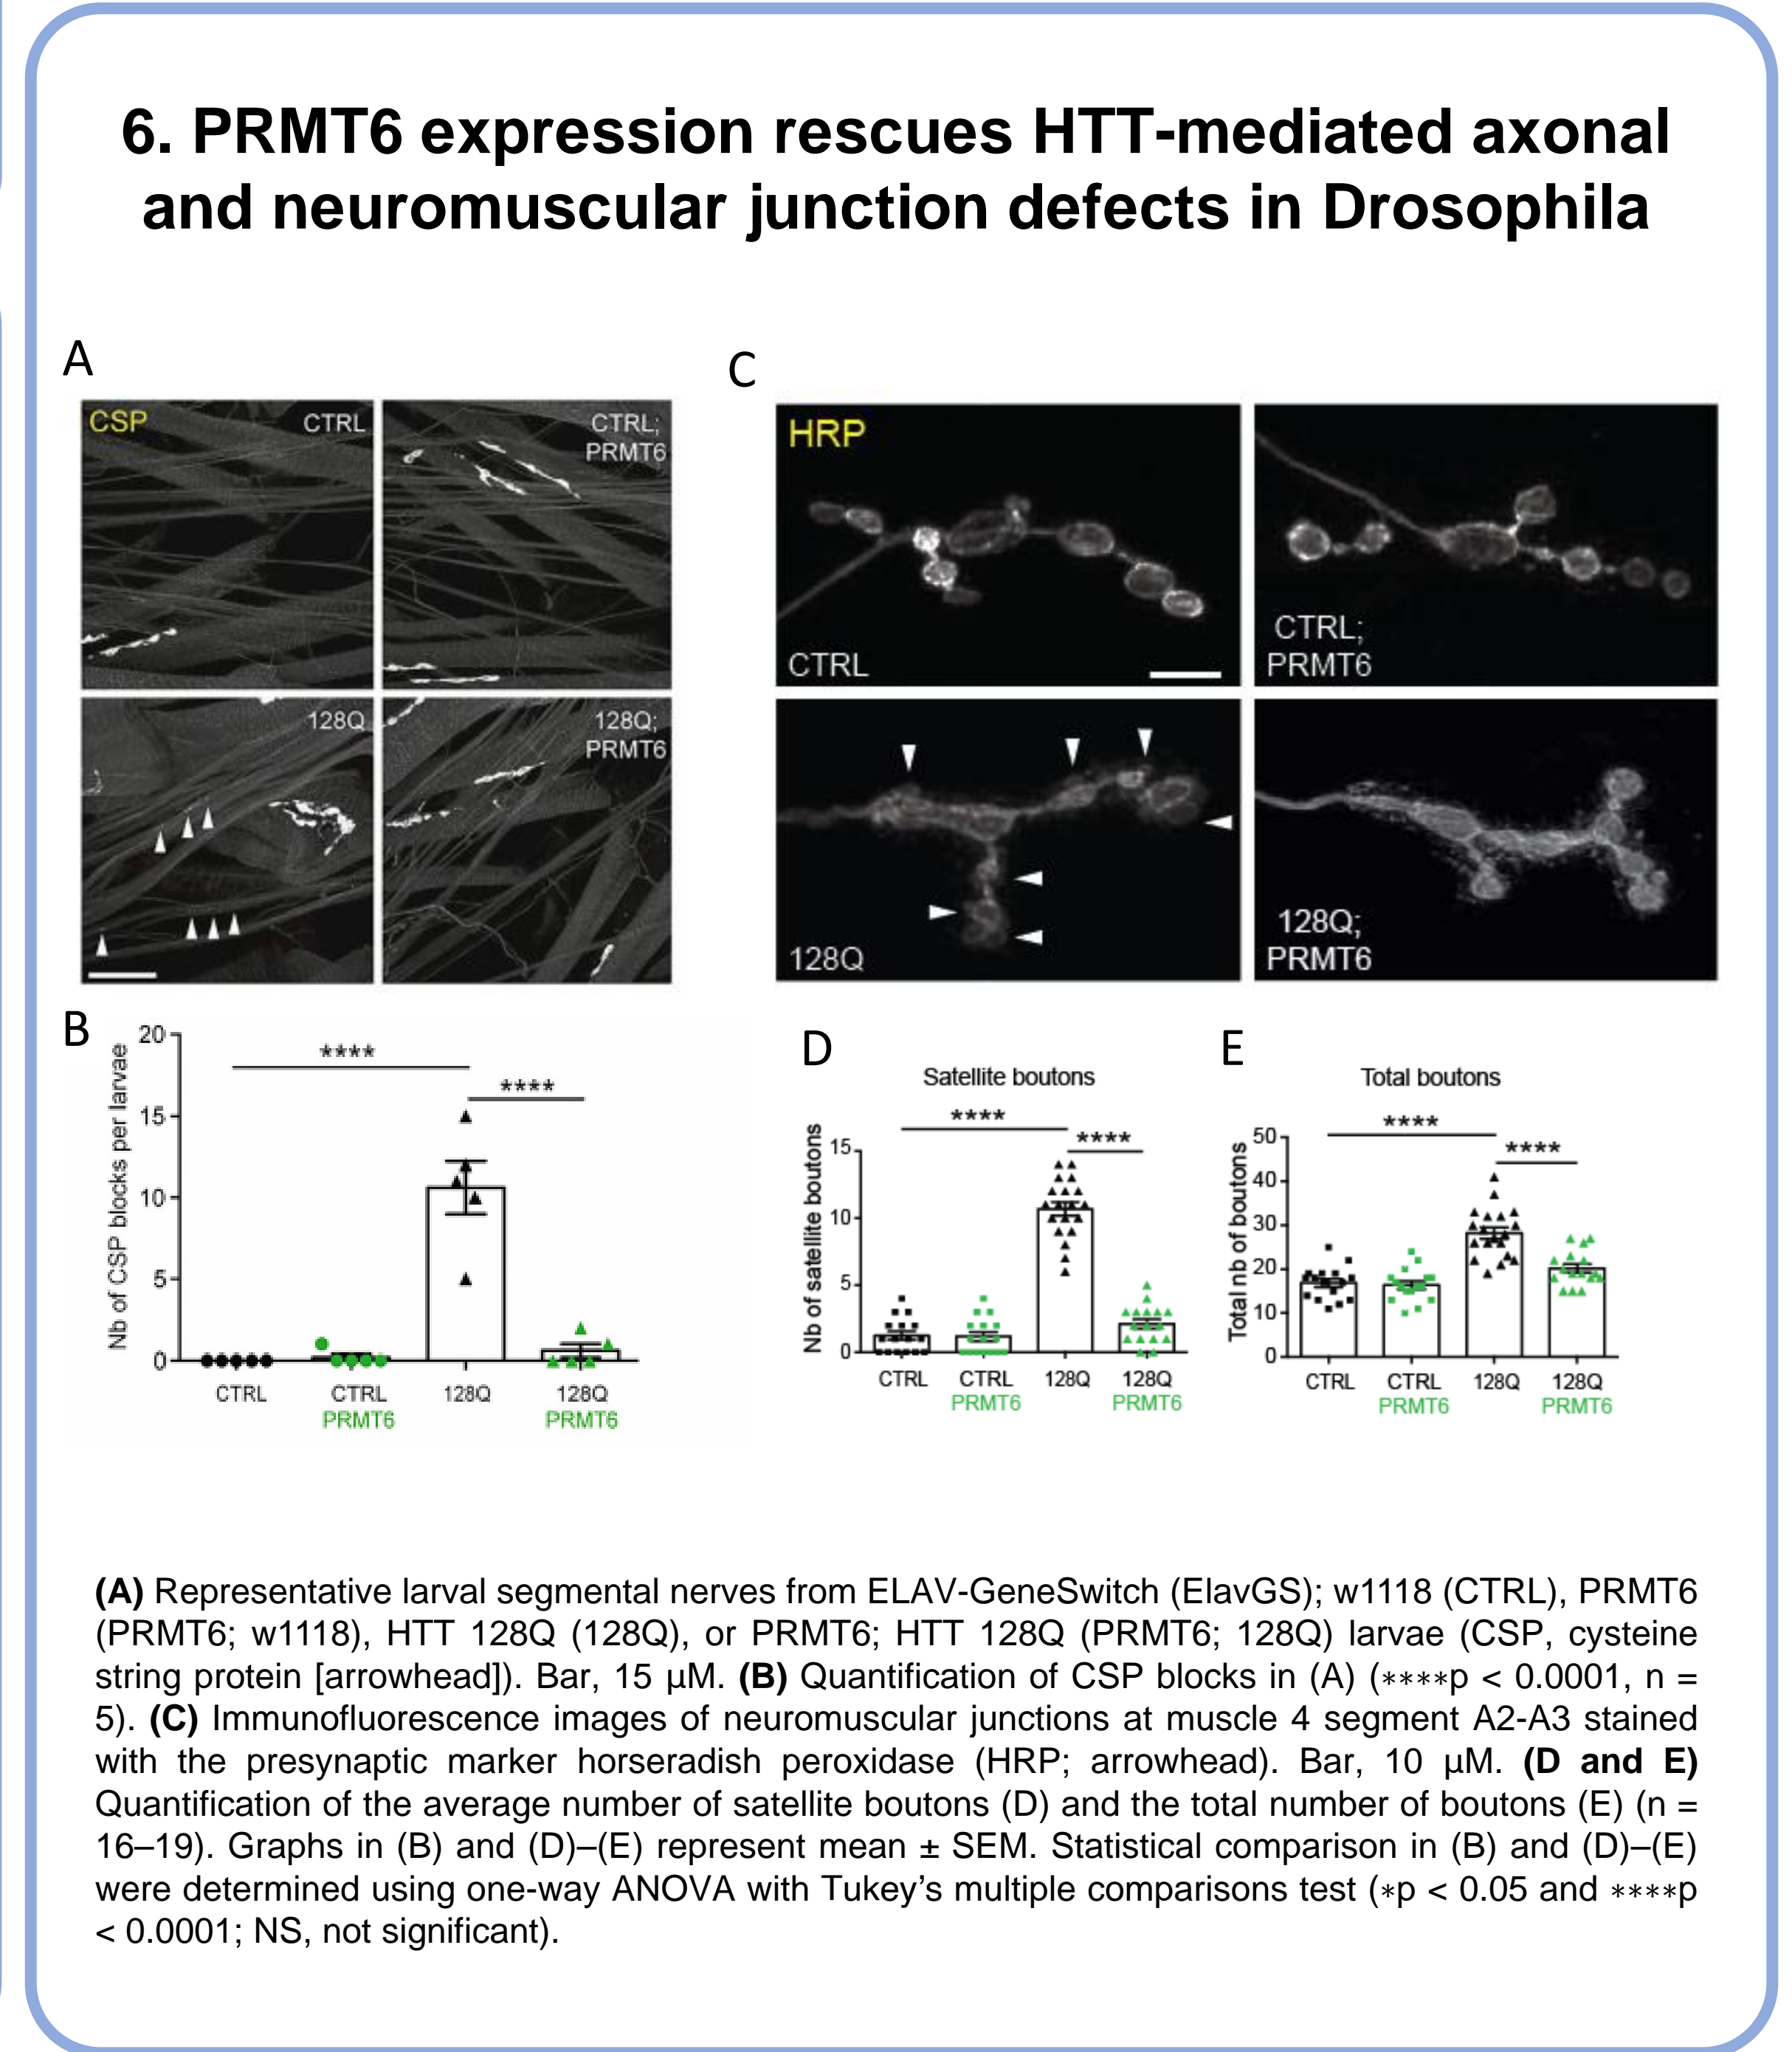 6. PRMT6 expression rescues HTT-mediated axonal
and neuromuscular junction defects in Drosophila
A
CSP
CTRL
CTRL;
PRMT6
128Q
128Q;
PRMT6
C
HRP
CTRL
CTRL;
PRMT6
128Q
128Q;
PRMT6
B
Nb of CSP blocks per larvae
20
15
10
5
0
****
****
CTRL
CTRL
PRMT6
128Q
128Q
PRMT6
D
Satellite boutons
Nb of satellite boutons
15
10
5
0
****
****
CTRL
CTRL
PRMT6
128Q
128Q
PRMT6
E
Total boutons
Total nb of boutons
50
40
30
20
10
0
****
****
CTRL
CTRL
PRMT6
128Q
128Q
PRMT6
(A) Representative larval segmental nerves from ELAV-GeneSwitch (ElavGS); w1118 (CTRL), PRMT6
(PRMT6; w1118), HTT 128Q (128Q), or PRMT6; HTT 128Q (PRMT6; 128Q) larvae (CSP, cysteine
string protein [arrowhead]). Bar, 15 μM. (B) Quantification of CSP blocks in (A) (∗∗∗∗p < 0.0001, n =
5). (C) Immunofluorescence images of neuromuscular junctions at muscle 4 segment A2-A3 stained
with the presynaptic marker horseradish peroxidase (HRP; arrowhead). Bar, 10 μM. (D and E)
Quantification of the average number of satellite boutons (D) and the total number of boutons (E) (n =
16–19). Graphs in (B) and (D)–(E) represent mean ± SEM. Statistical comparison in (B) and (D)–(E)
were determined using one-way ANOVA with Tukey’s multiple comparisons test (∗p < 0.05 and ∗∗∗∗p
< 0.0001; NS, not significant).